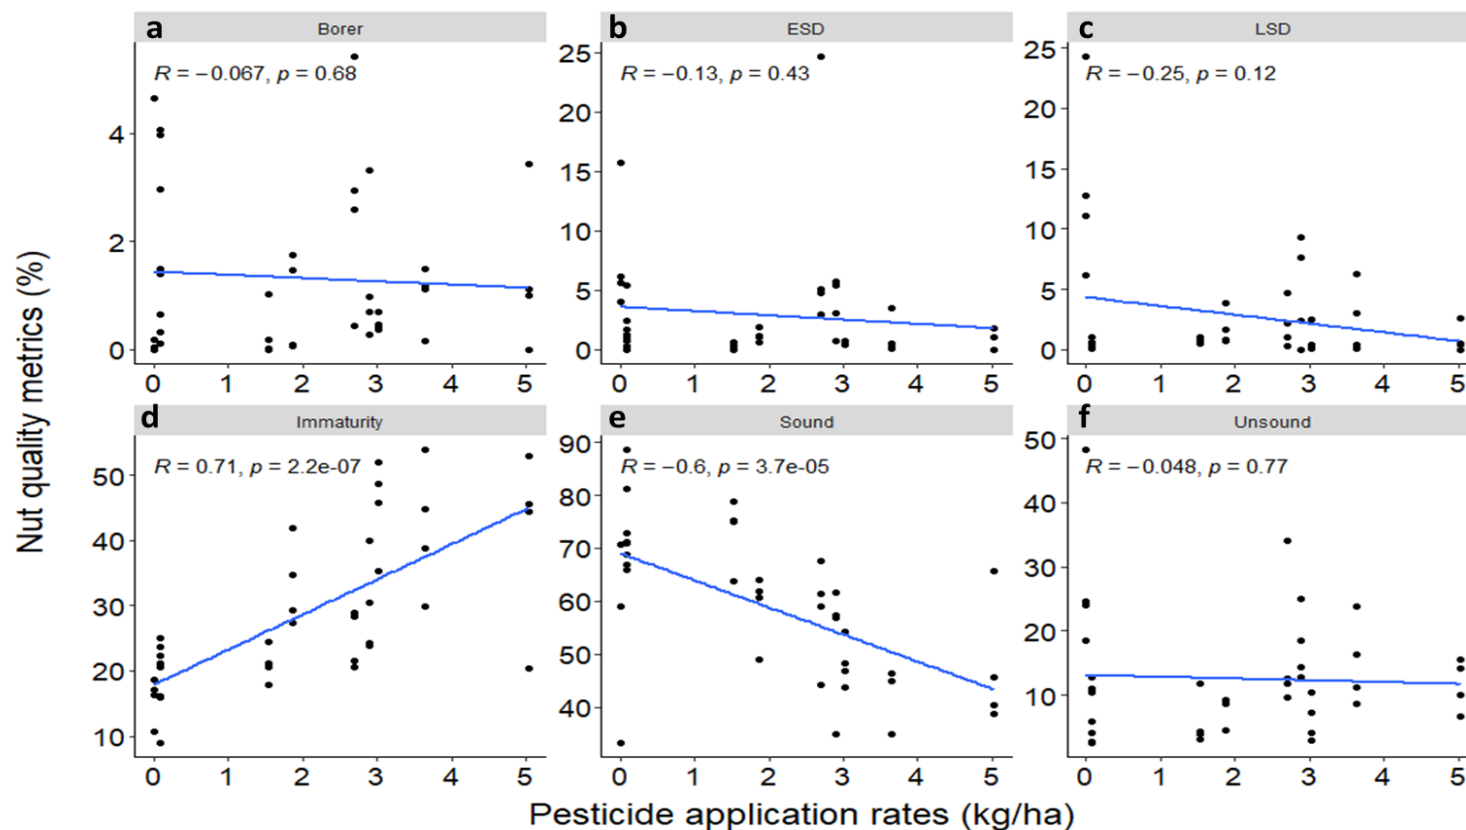 a Borer
R = −0.067, p = 0.68
4
2
0
0 1 2 3 4 5
b ESD
R = −0.13, p = 0.43
25
20
15
10
5
0
0 1 2 3 4 5
c LSD
R = −0.25, p = 0.12
25
20
15
10
5
0
0 1 2 3 4 5
Nut quality metrics (%)
d Immaturity
R = 0.71, p = 2.2e-07
50
40
30
20
10
0 1 2 3 4 5
e Sound
R = −0.6, p = 3.7e-05
90
80
70
60
50
40
0 1 2 3 4 5
f Unsound
R = −0.048, p = 0.77
50
40
30
20
10
0 1 2 3 4 5
Pesticide application rates (kg/ha)